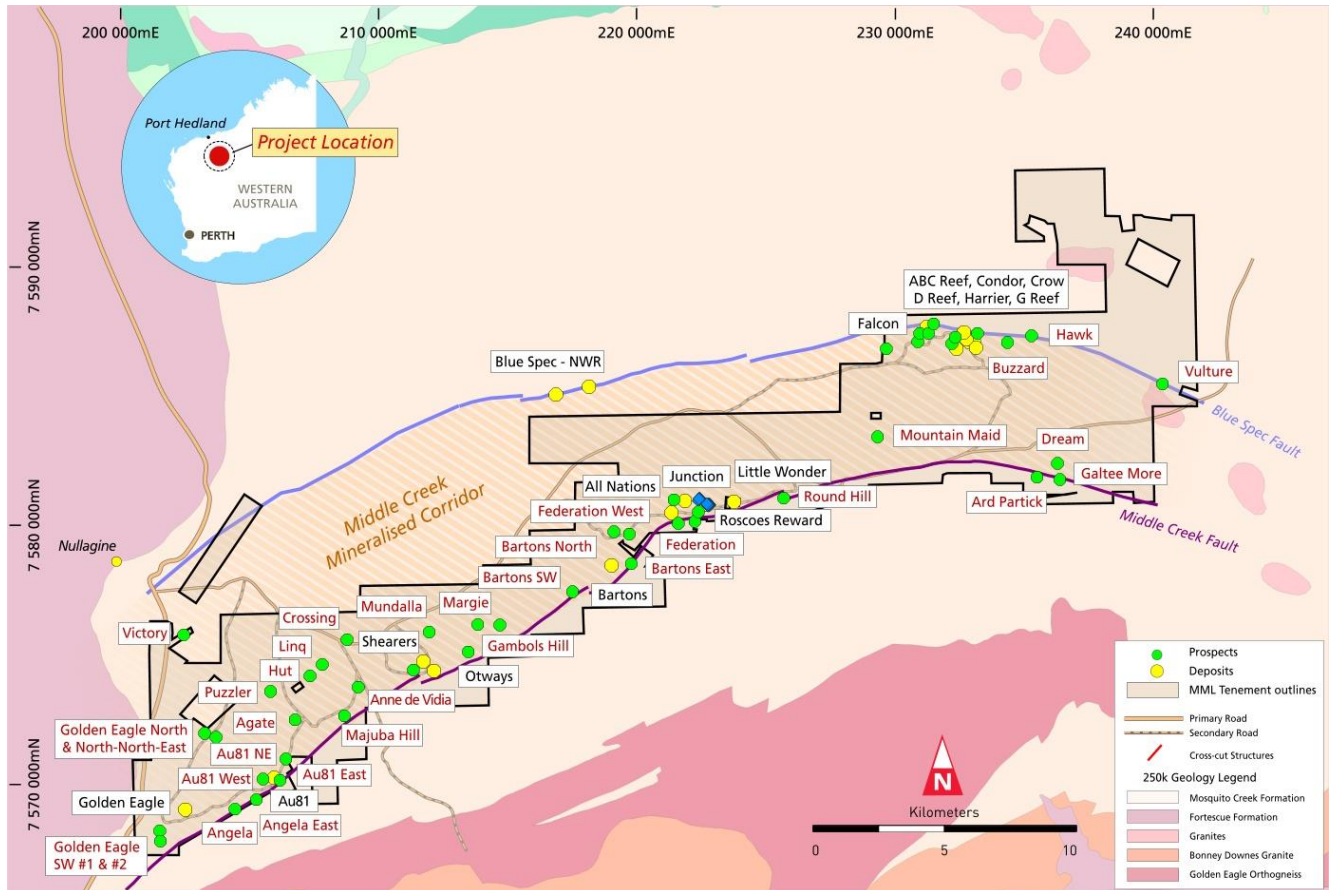 200 000mE
210 000mE
220 000mE
230 000mE
240 000mE
7 590 000mN
7 580 000mN
7 570 000mN
Port Hedland
Project Location
WESTERN
AUSTRALIA
PERTH
ABC Reef, Condor, Crow
D Reef, Harrier, G Reef
Falcon
Hawk
Blue Spec - NWR
Buzzard
Vulture
Blue Spec Fault
Mountain Maid
Dream
Middle Creek
Mineralised Corridor
All Nations
Junction
Little Wonder
Galtee More
Federation West
Round Hill
Ard Partick
Roscoes Reward
Middle Creek Fault
Nullagine
Bartons North
Federation
Bartons East
Bartons SW
Bartons
Victory
Crossing
Mundalla
Margie
Linq
Shearers
Gambols Hill
Hut
Otways
Puzzler
Anne de Vidia
Golden Eagle North
& North-North-East
Agate
Majuba Hill
Au81 NE
Au81 West
Au81 East
Golden Eagle
Au81
Angela
Angela East
Golden Eagle
SW #1 & #2
N
Kilometers
0
5
10
Prospects
Deposits
MML Tenement outlines
Primary Road
Secondary Road
Cross-cut Structures
250k Geology Legend
Mosquito Creek Formation
Fortescue Formation
Granites
Bonney Downes Granite
Golden Eagle Orthogneiss